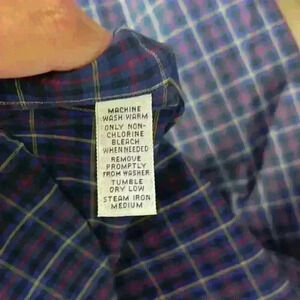 MACHINE
WASH WARM
ONLY NON-
CHLORINE
BLEACH
WHEN NEEDED
REMOVE
PROMPTLY
FROM WASHER
TUMBLE
DRY LOW
STEAM IRON
MEDIUM